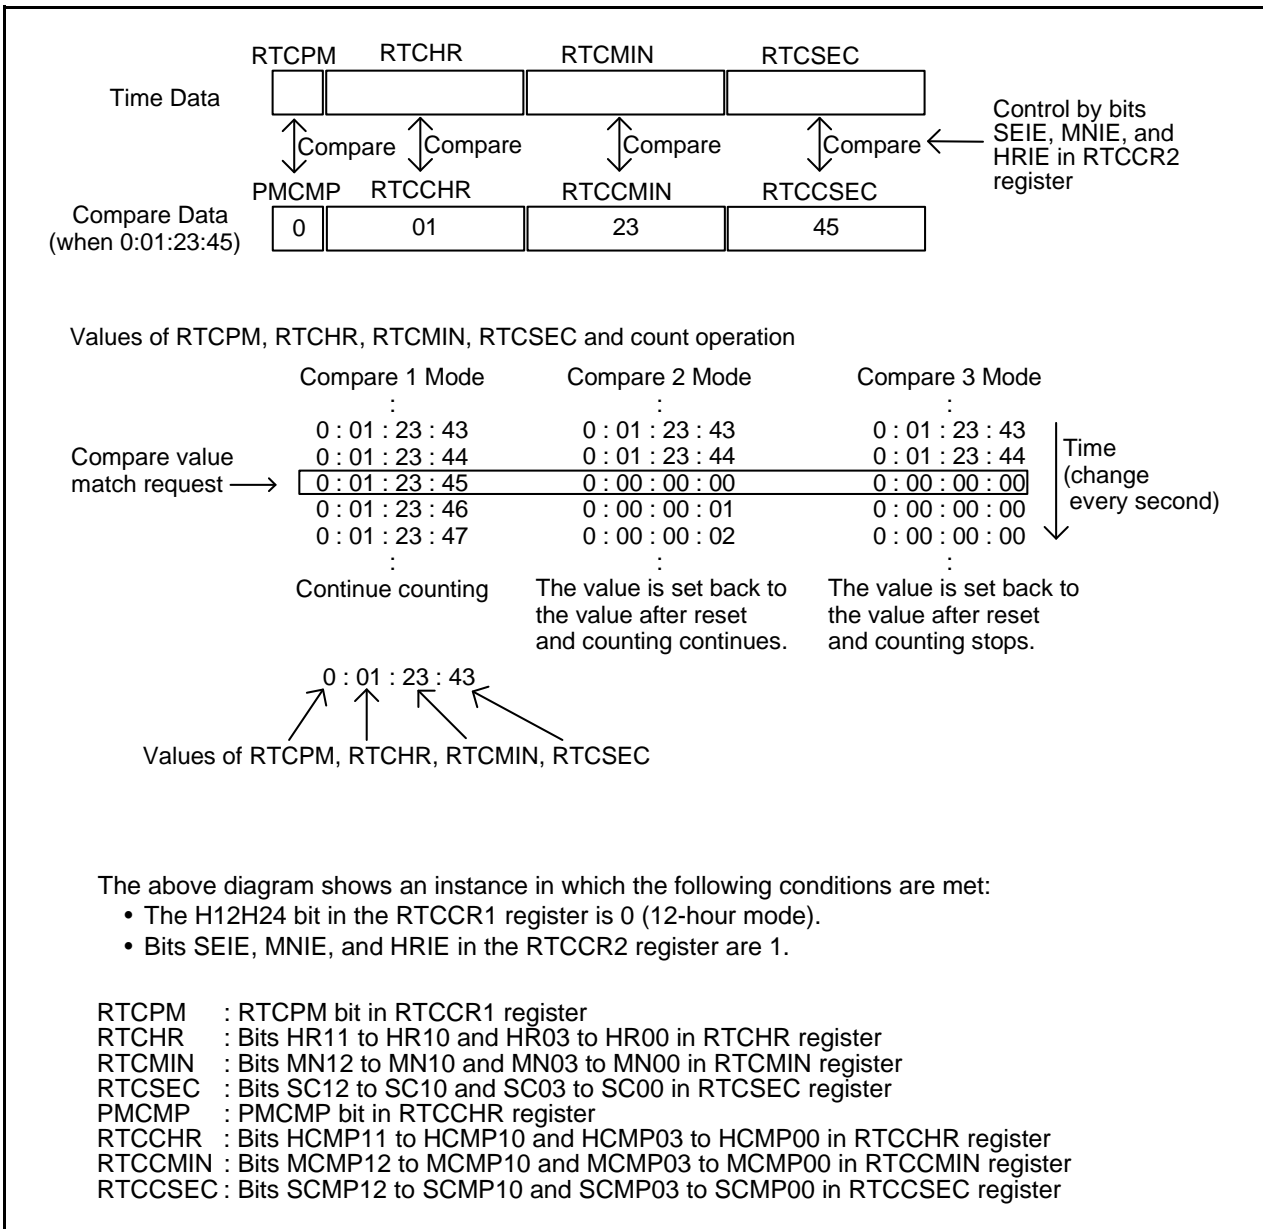 RTCPM RTCHR RTCMIN RTCSEC
Time Data
Compare Compare Compare Compare
Control by bits
SEIE, MNIE, and
HRIE in RTCCR2
register
PMCMP RTCCHR RTCCMIN RTCCSEC
Compare Data
(when 0:01:23:45)
0 01 23 45
Values of RTCPM, RTCHR, RTCMIN, RTCSEC and count operation
Compare 1 Mode Compare 2 Mode Compare 3 Mode
: : :
0 : 01 : 23 : 43 0 : 01 : 23 : 43 0 : 01 : 23 : 43
0 : 01 : 23 : 44 0 : 01 : 23 : 44 0 : 01 : 23 : 44
0 : 01 : 23 : 45 0 : 00 : 00 : 00 0 : 00 : 00 : 00
0 : 01 : 23 : 46 0 : 00 : 00 : 01 0 : 00 : 00 : 00
0 : 01 : 23 : 47 0 : 00 : 00 : 02 0 : 00 : 00 : 00
: : :
Compare value
match request
Time
(change
every second)
Continue counting
The value is set back to
the value after reset
and counting continues.
The value is set back to
the value after reset
and counting stops.
0 : 01 : 23 : 43
Values of RTCPM, RTCHR, RTCMIN, RTCSEC
The above diagram shows an instance in which the following conditions are met:
• The H12H24 bit in the RTCCR1 register is 0 (12-hour mode).
• Bits SEIE, MNIE, and HRIE in the RTCCR2 register are 1.
RTCPM : RTCPM bit in RTCCR1 register
RTCHR : Bits HR11 to HR10 and HR03 to HR00 in RTCHR register
RTCMIN : Bits MN12 to MN10 and MN03 to MN00 in RTCMIN register
RTCSEC : Bits SC12 to SC10 and SC03 to SC00 in RTCSEC register
PMCMP : PMCMP bit in RTCCHR register
RTCCHR : Bits HCMP11 to HCMP10 and HCMP03 to HCMP00 in RTCCHR register
RTCCMIN : Bits MCMP12 to MCMP10 and MCMP03 to MCMP00 in RTCCMIN register
RTCCSEC : Bits SCMP12 to SCMP10 and SCMP03 to SCMP00 in RTCCSEC register